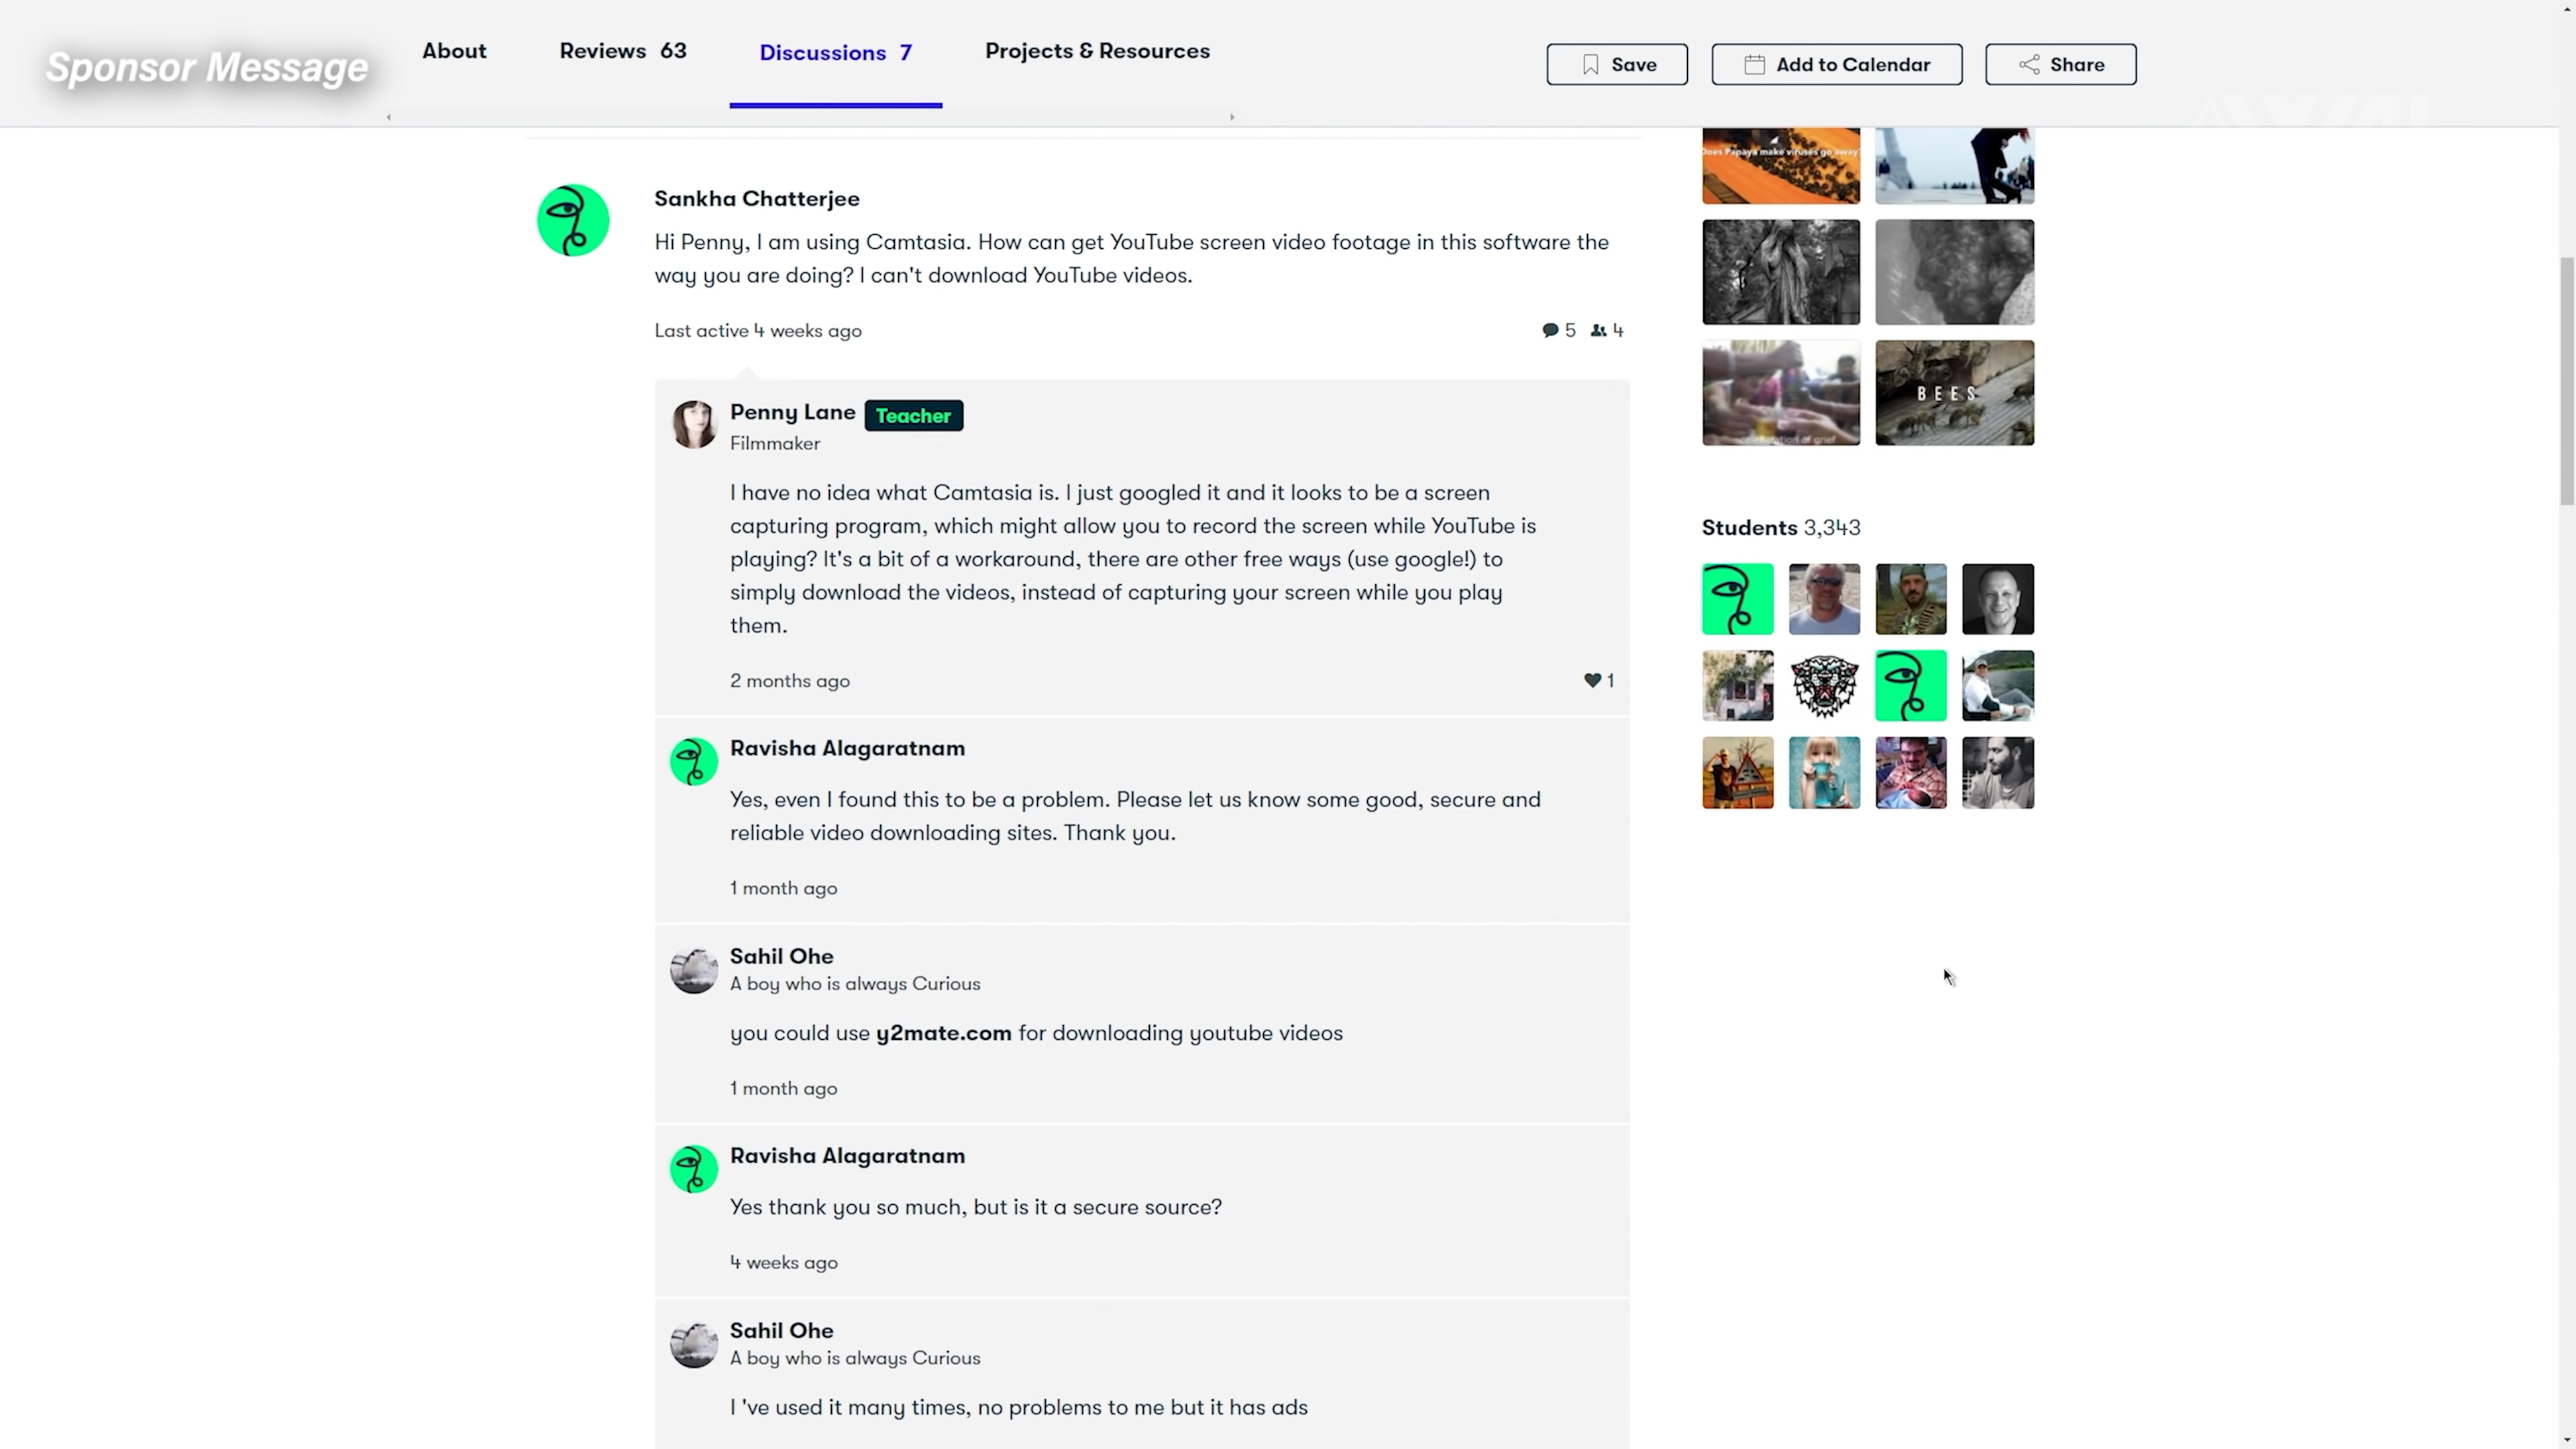 Sponsor Message
About
Reviews 63
Discussions 7
Projects & Resources
Save
Add to Calendar
Share
Sankha Chatterjee
Hi Penny, I am using Camtasia. How can get YouTube screen video footage in this software the
way you are doing? I can't download YouTube videos.
Last active 4 weeks ago
5
4
Penny Lane Teacher
Filmmaker
I have no idea what Camtasia is. I just googled it and it looks to be a screen
capturing program, which might allow you to record the screen while YouTube is
playing? It's a bit of a workaround, there are other free ways (use google!) to
simply download the videos, instead of capturing your screen while you play
them.
2 months ago
1
Ravisha Alagaratnam
Yes, even I found this to be a problem. Please let us know some good, secure and
reliable video downloading sites. Thank you.
1 month ago
Sahil Ohe
A boy who is always Curious
you could use y2mate.com for downloading youtube videos
1 month ago
Ravisha Alagaratnam
Yes thank you so much, but is it a secure source?
4 weeks ago
Sahil Ohe
A boy who is always Curious
I 've used it many times, no problems to me but it has ads
Does Papaya make viruses go away?
of grief
BEES
Students 3,343